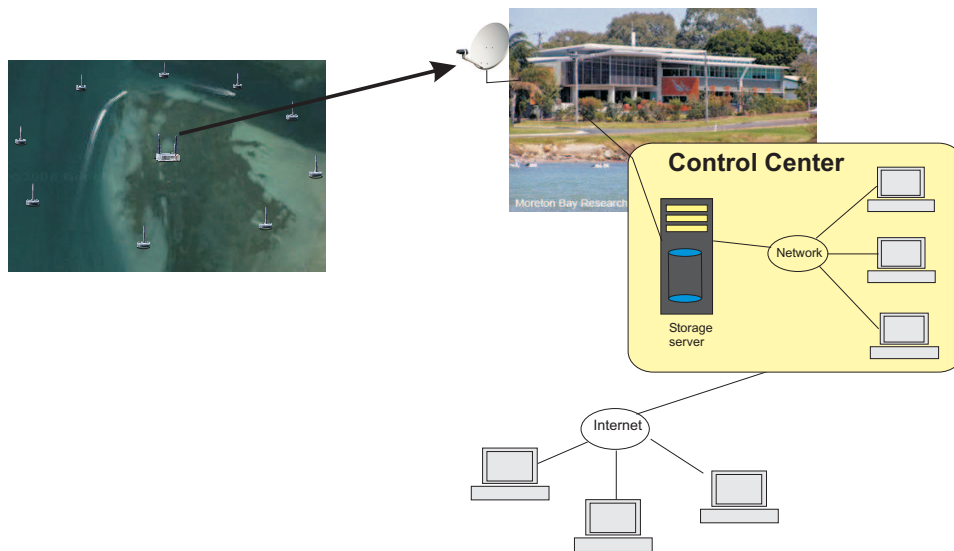 Moreton Bay Research
Control Center
Network
Storage
server
Internet